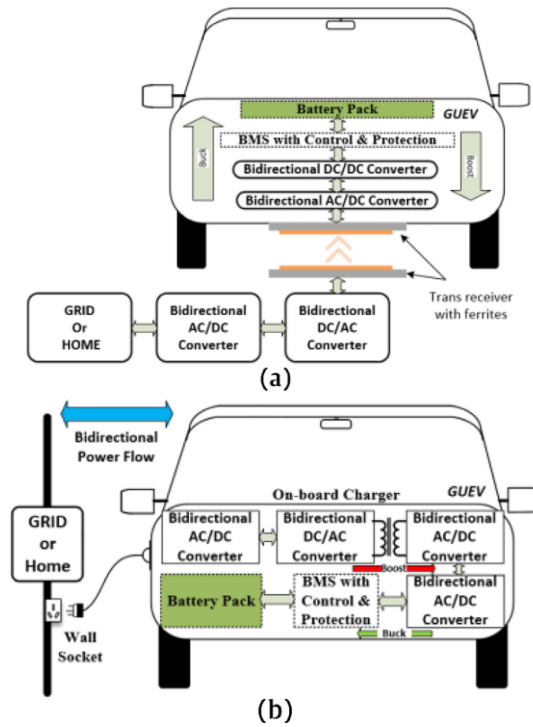 Battery Pack
GUEV
BMS with Control & Protection
Buck
Boost
Bidirectional DC/DC Converter
Bidirectional AC/DC Converter
Trans receiver
with ferrites
GRID
Or
HOME
Bidirectional
AC/DC
Converter
Bidirectional
DC/AC
Converter
(a)
Bidirectional
Power Flow
GUEV
On-board Charger
GRID
or
Home
Bidirectional
AC/DC
Converter
Bidirectional
DC/AC
Converter
Bidirectional
AC/DC
Converter
Boost
Battery Pack
BMS with
Control &
Protection
Bidirectional
AC/DC
Converter
Buck
Wall
Socket
(b)